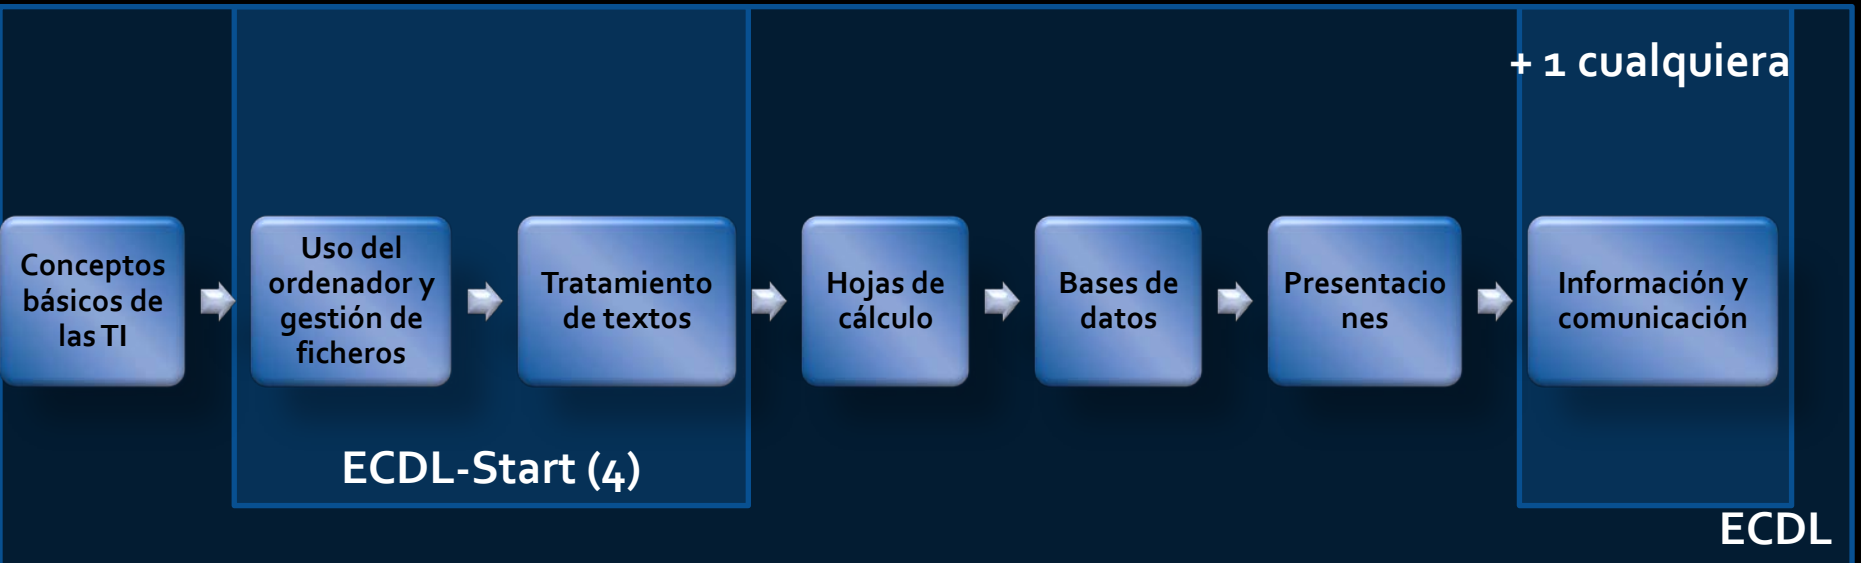 + 1 cualquiera
Conceptos
básicos de
las TI
Uso del
ordenador y
gestión de
ficheros
Tratamiento
de textos
Hojas de
cálculo
Bases de
datos
Presentacio
nes
Información y
comunicación
ECDL-Start (4)
ECDL